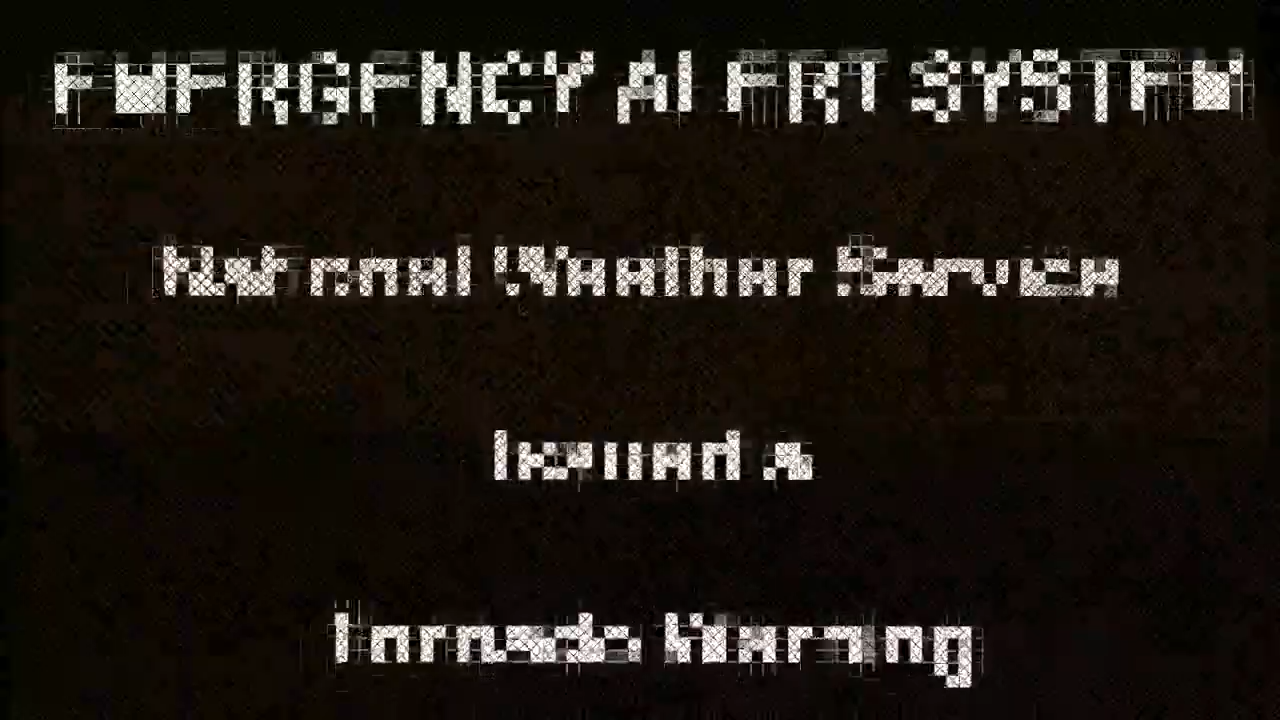 EMERGENCY ALERT SYSTEM
National Weather Service
Issued a
Tornado Warning